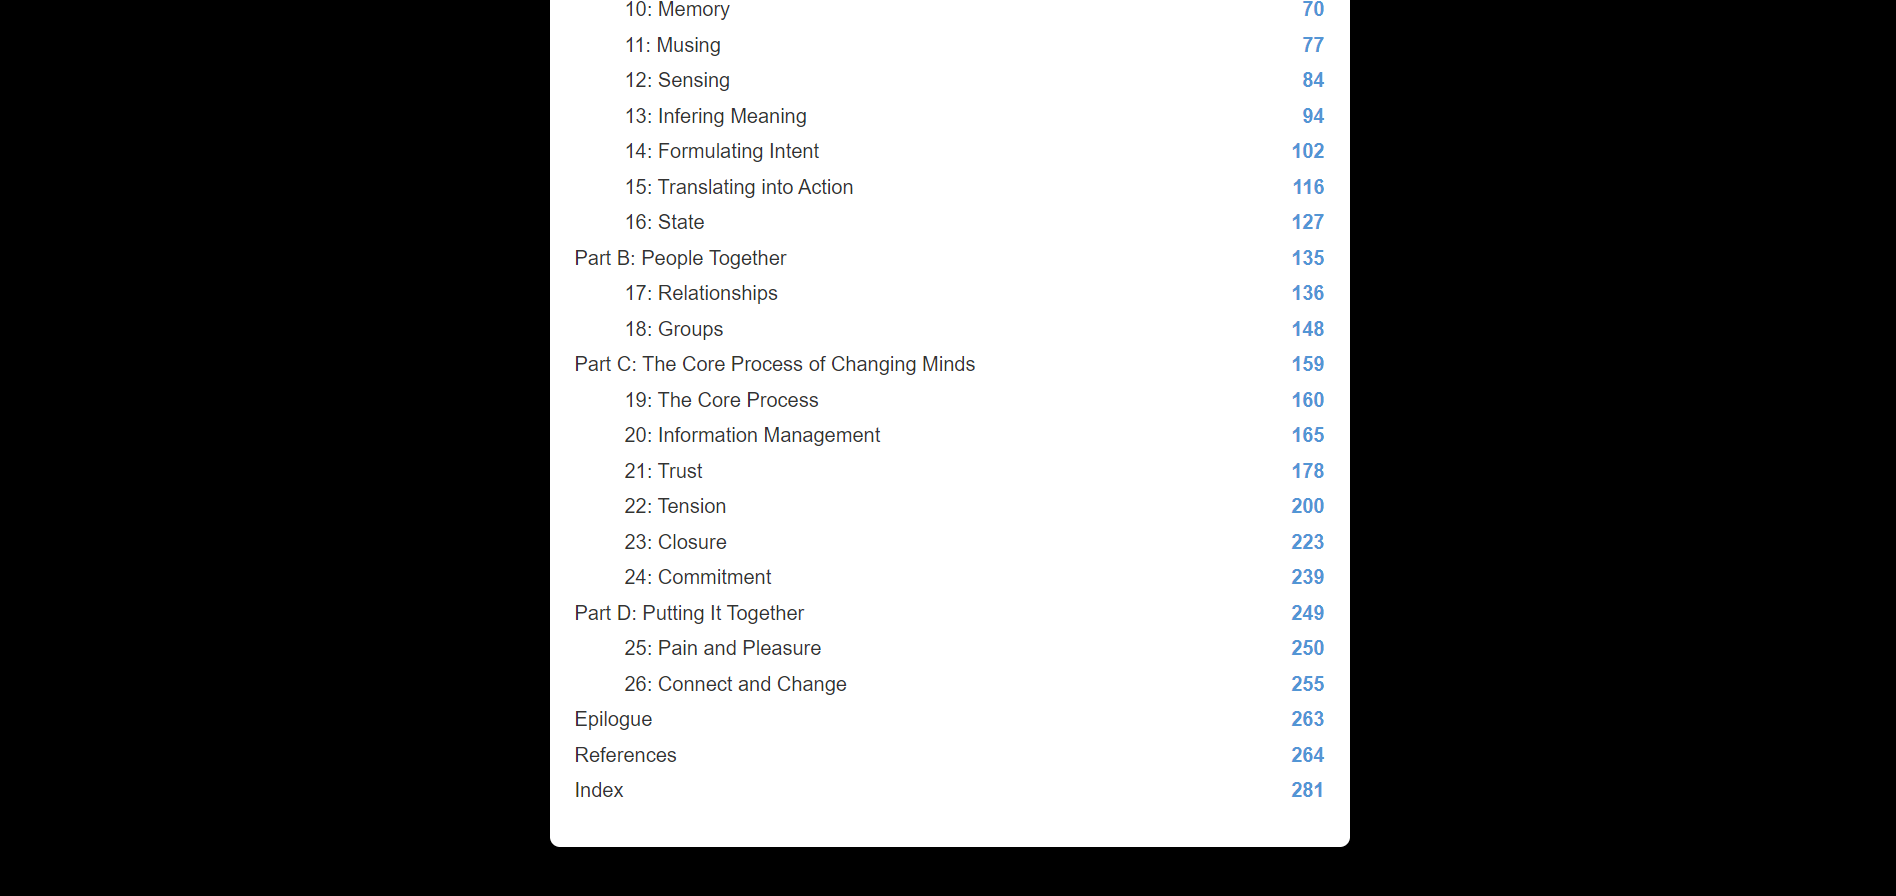 10: Memory 70
11: Musing 77
12: Sensing 84
13: Infering Meaning 94
14: Formulating Intent 102
15: Translating into Action 116
16: State 127
Part B: People Together 135
17: Relationships 136
18: Groups 148
Part C: The Core Process of Changing Minds 159
19: The Core Process 160
20: Information Management 165
21: Trust 178
22: Tension 200
23: Closure 223
24: Commitment 239
Part D: Putting It Together 249
25: Pain and Pleasure 250
26: Connect and Change 255
Epilogue 263
References 264
Index 281